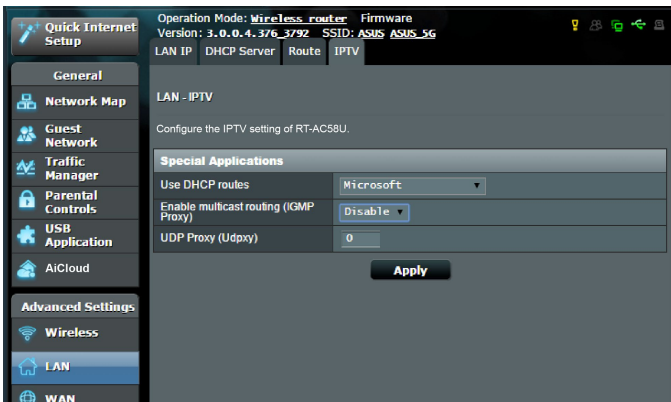 Quick Internet
Setup
Operation Mode: Wireless router Firmware
Version: 3.0.0.4.376_3792 SSID: ASUS ASUS_5G
LAN IP DHCP Server Route IPTV
General
Network Map
Guest
Network
Traffic
Manager
Parental
Controls
USB
Application
AiCloud
Advanced Settings
Wireless
LAN
WAN
LAN - IPTV
Configure the IPTV setting of RT-AC58U.
Special Applications
Use DHCP routes Microsoft
Enable multicast routing (IGMP
Proxy) Disable
UDP Proxy (Udpxy) 0
Apply